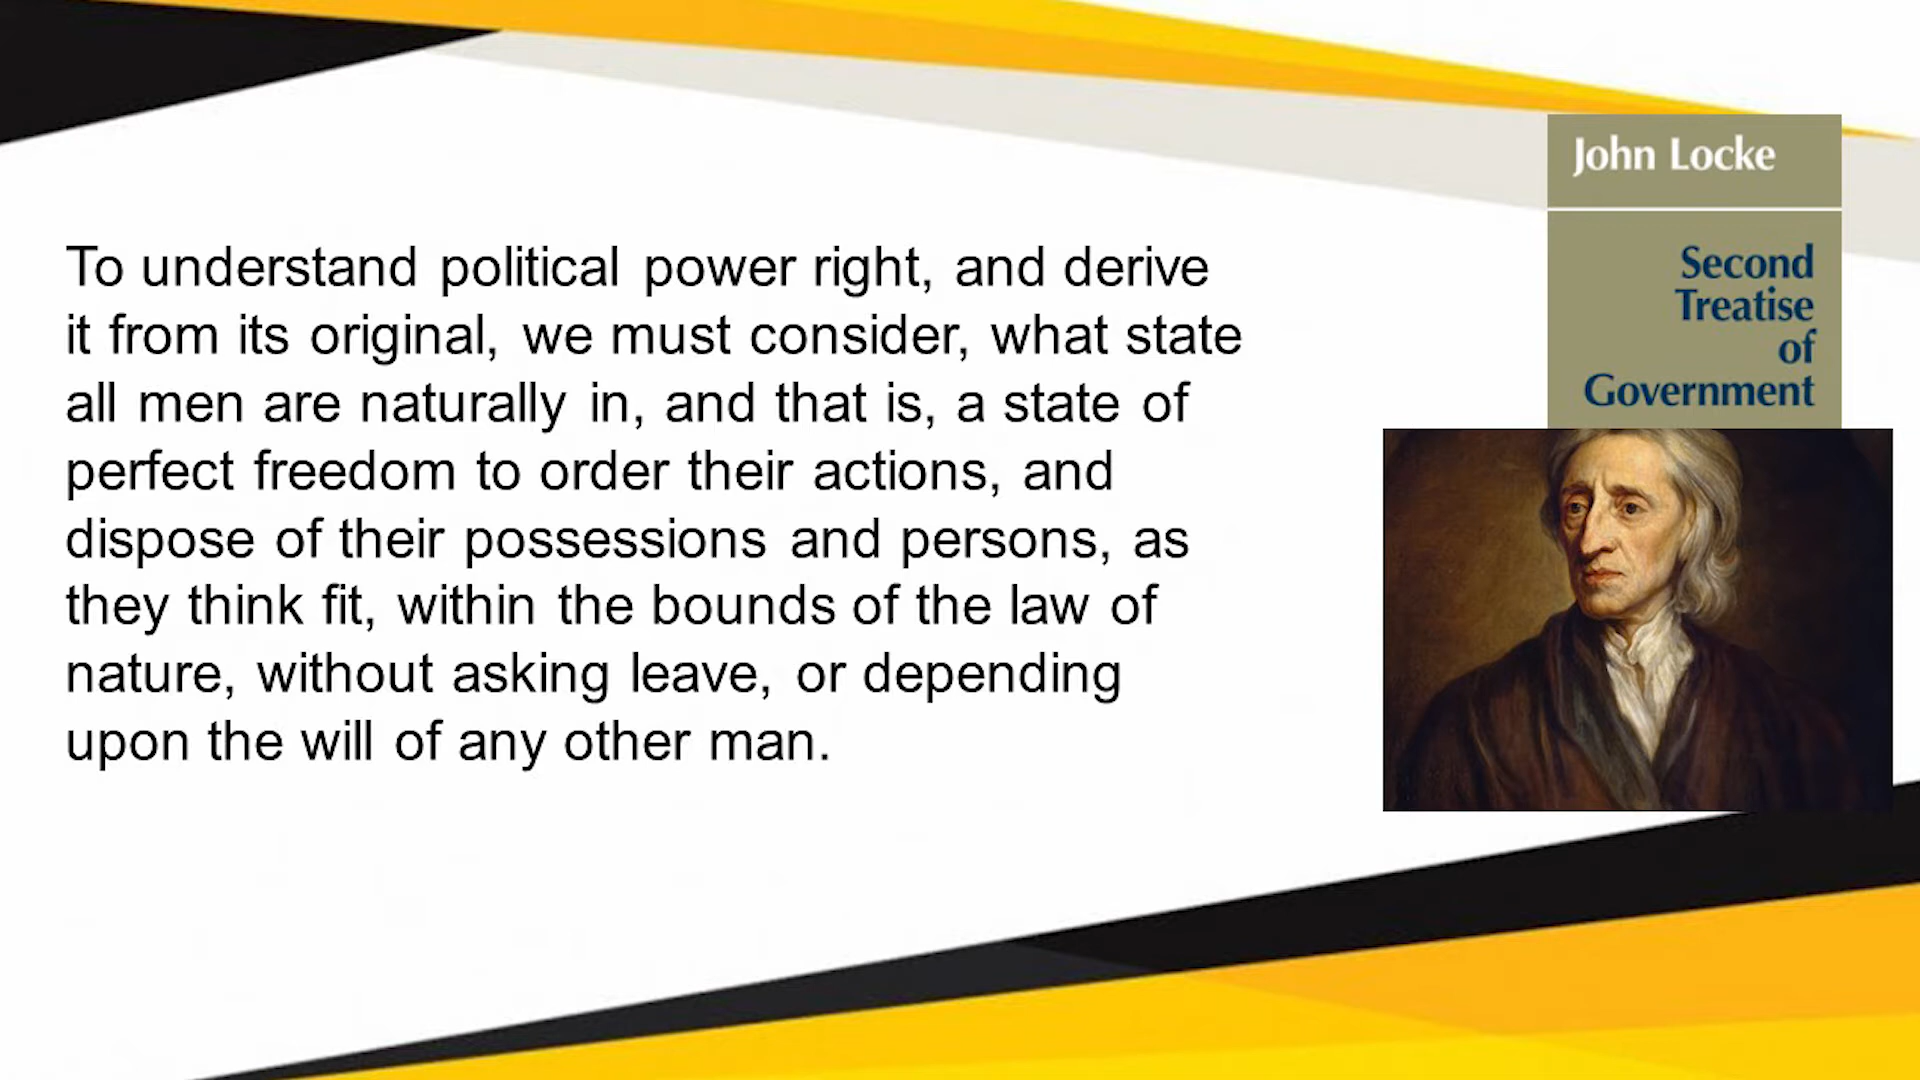 To understand political power right, and derive
it from its original, we must consider, what state
all men are naturally in, and that is, a state of
perfect freedom to order their actions, and
dispose of their possessions and persons, as
they think fit, within the bounds of the law of
nature, without asking leave, or depending
upon the will of any other man.
John Locke
Second
Treatise
of
Government